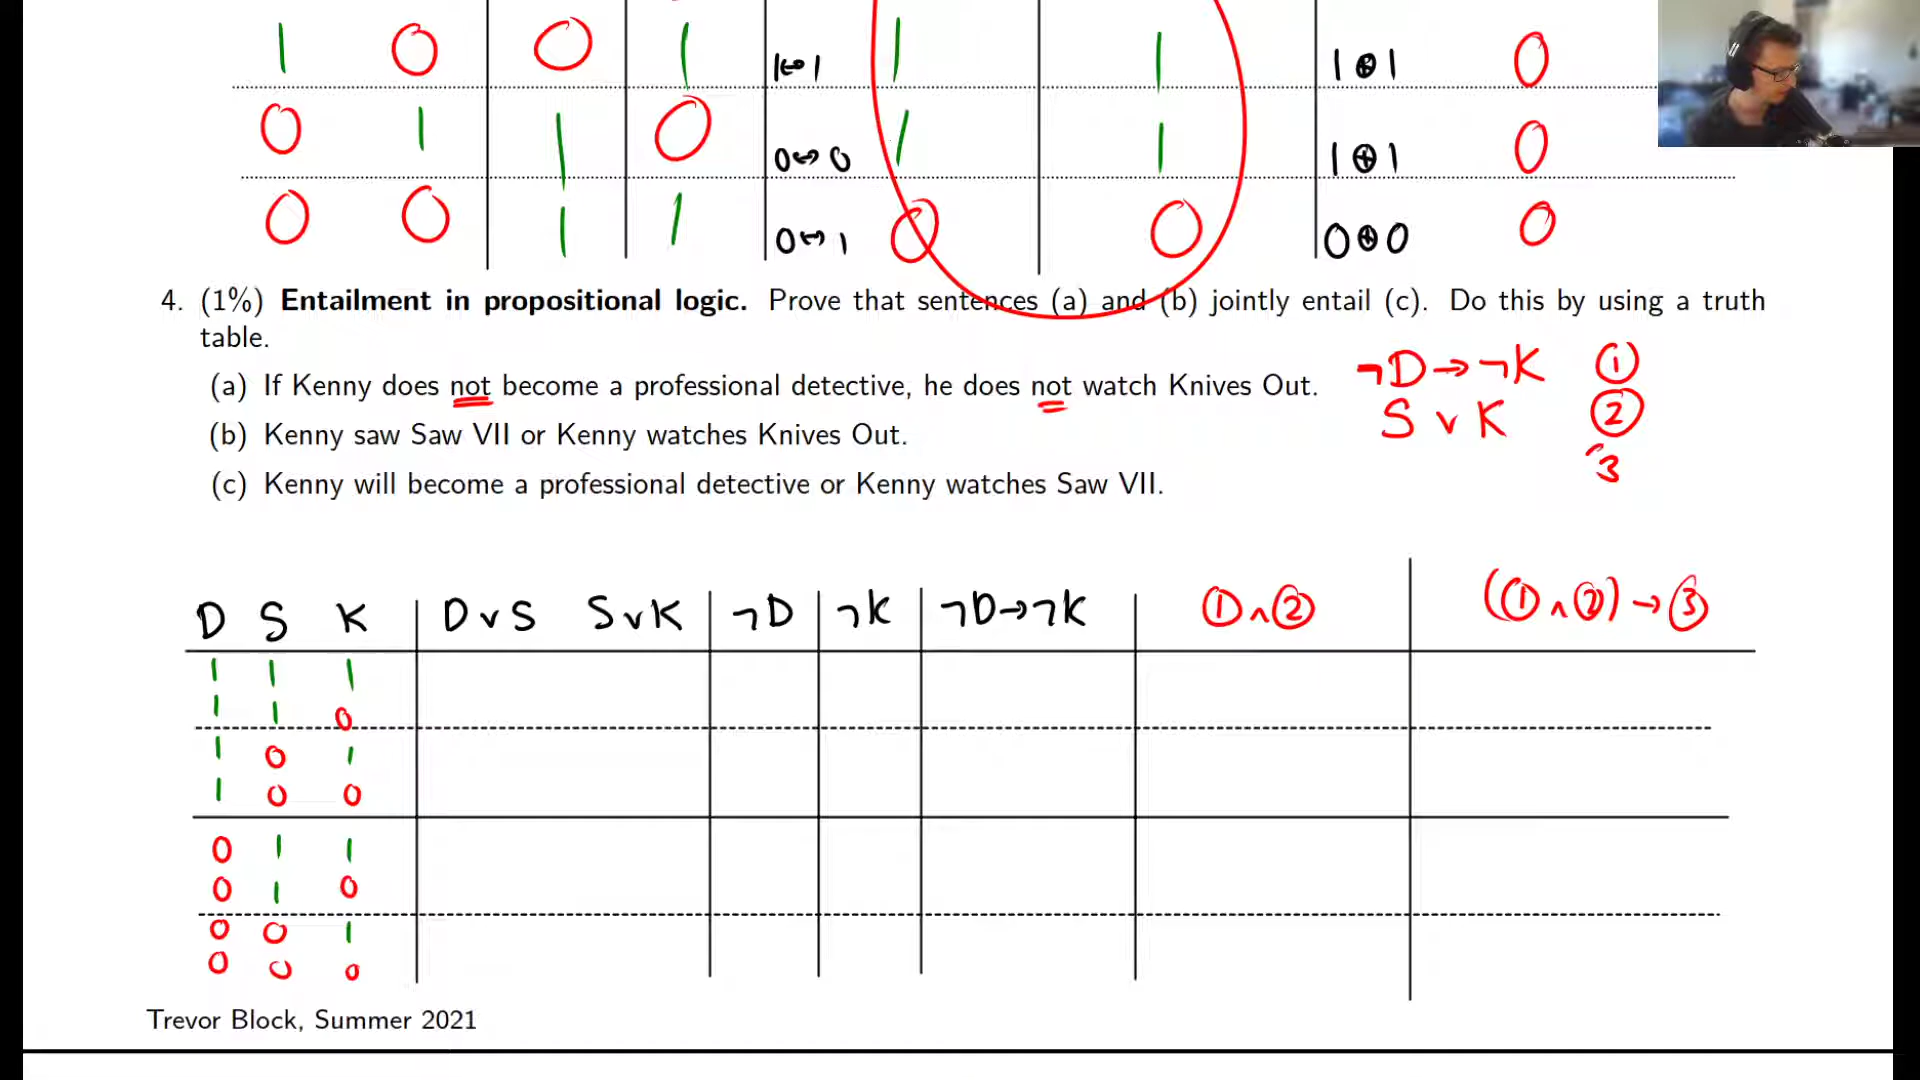 1 0 0 1 1↔1 1 1 1⊕1 0
0 1 1 0 0↔0 1 1 1⊕1 0
0 0 1 1 0↔1 0 0 0⊕0 0
4. (1%) Entailment in propositional logic. Prove that sentences (a) and (b) jointly entail (c). Do this by using a truth
table.
¬D→¬K ①
(a) If Kenny does not become a professional detective, he does not watch Knives Out.
S ∨ K ②
(b) Kenny saw Saw VII or Kenny watches Knives Out.
3
(c) Kenny will become a professional detective or Kenny watches Saw VII.
D S K D∨S S∨K ¬D ¬K ¬D→¬K ①∧② (①∧②)→③
1 1 1
1 1 0
1 0 1
1 0 0
0 1 1
0 1 0
0 0 1
0 0 0
Trevor Block, Summer 2021